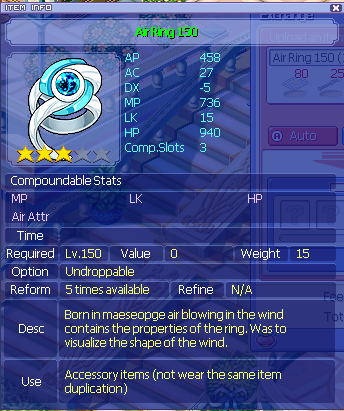 ITEM INFO
Air Ring 150
AP 458
AC 27
DX -5
MP 736
LK 15
HP 940
Comp.Slots 3
Compoundable Stats
MP LK HP
Air Attr
Time
Required Lv.150 Value 0 Weight 15
Option Undroppable
Reform 5 times available Refine N/A
Desc
Born in maeseopge air blowing in the wind
contains the properties of the ring. Was to
visualize the shape of the wind.
Use
Accessory items (not wear the same item
duplication)
Air Ring 150 (
80 25
Auto
Fee
Tot